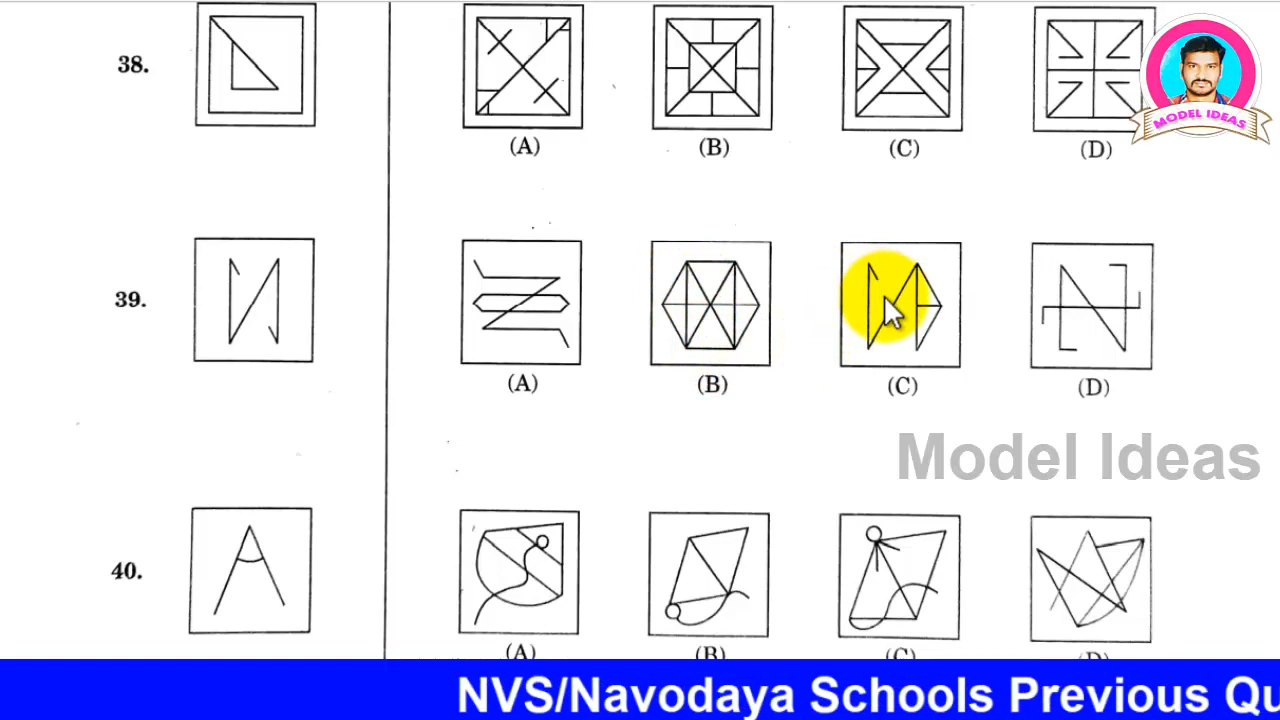 38.
(A) (B) (C) (D)
MODEL IDEAS
39.
(A) (B) (C) (D)
Model Ideas
40.
(A) (B) (C) (D)
NVS/Navodaya Schools Previous Qu